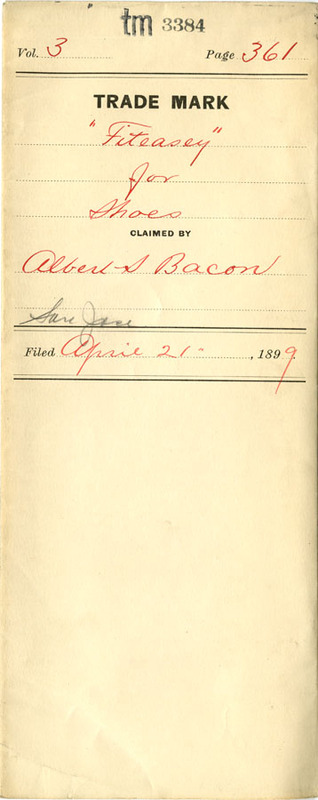 tm 3384
Vol. 3 Page 361
TRADE MARK
"Fiteasey"
for
Shoes
CLAIMED BY
Albert S Bacon
San Jose
Filed April 21-, 1899.